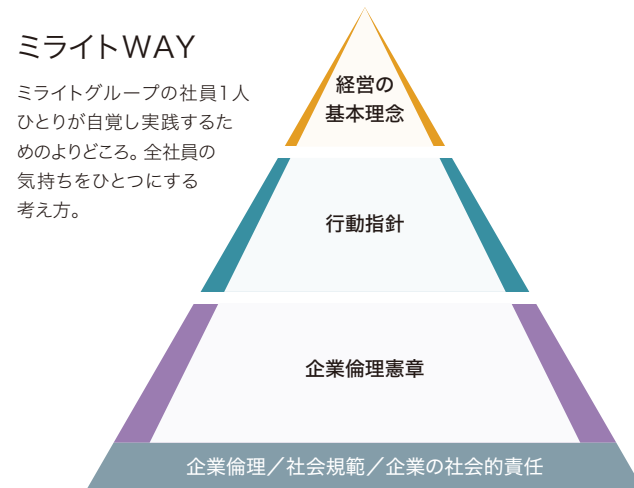 ミライトWAY
ミライトグループの社員1人
ひとりが自覚し実践するた
めのよりどころ。全社員の
気持ちをひとつにする
考え方。
経営の
基本理念
行動指針
企業倫理憲章
企業倫理／社会規範／企業の社会的責任